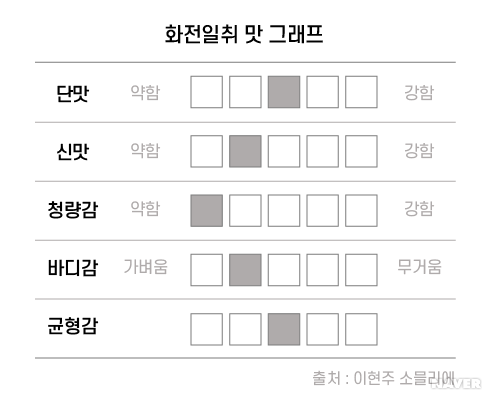 화전일취 맛 그래프
단맛 약함 강함
신맛 약함 강함
청량감 약함 강함
바디감 가벼움 무거움
균형감
출처 : 이현주 소믈리에
NAVER